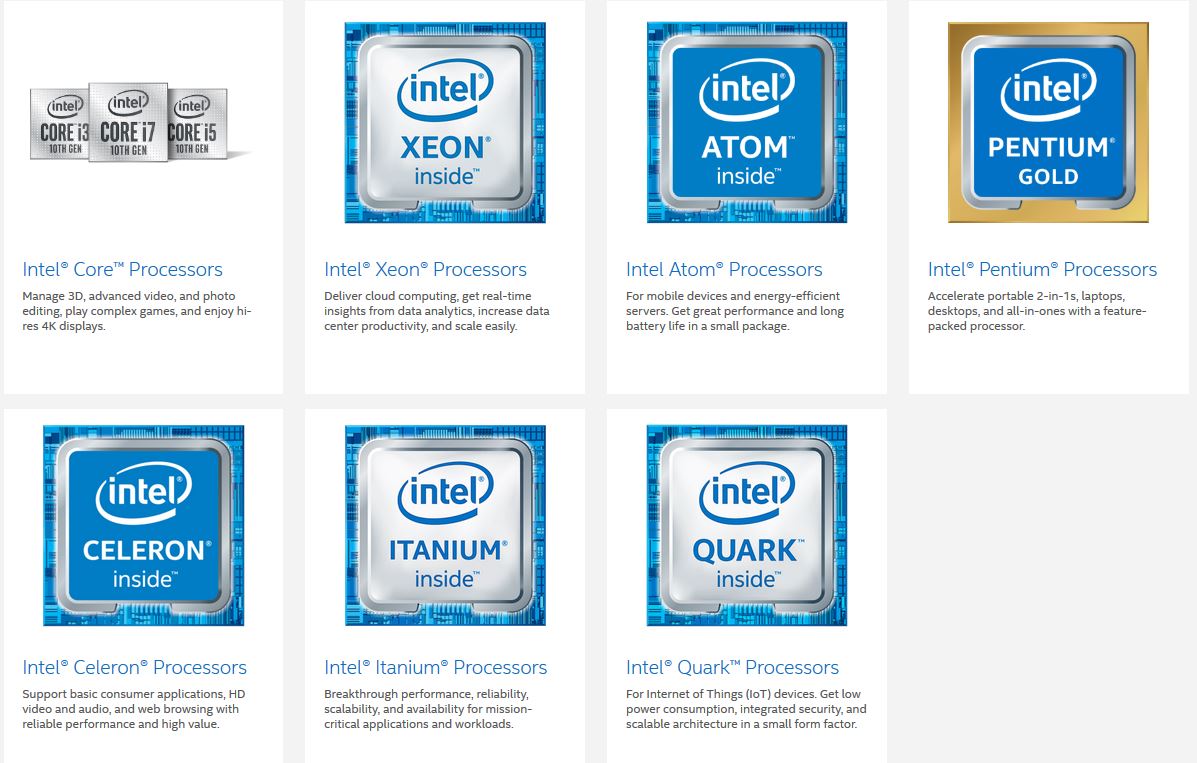 intel®
CORE i3
10TH GEN
intel®
CORE i7
10TH GEN
intel®
CORE i5
10TH GEN
intel®
XEON®
inside™
intel®
ATOM™
inside™
intel®
PENTIUM®
GOLD
Intel® Core™ Processors
Manage 3D, advanced video, and photo
editing, play complex games, and enjoy hi-
res 4K displays.
Intel® Xeon® Processors
Deliver cloud computing, get real-time
insights from data analytics, increase data
center productivity, and scale easily.
Intel Atom® Processors
For mobile devices and energy-efficient
servers. Get great performance and long
battery life in a small package.
Intel® Pentium® Processors
Accelerate portable 2-in-1s, laptops,
desktops, and all-in-ones with a feature-
packed processor.
intel®
CELERON®
inside™
intel®
ITANIUM®
inside™
intel®
QUARK™
inside™
Intel® Celeron® Processors
Support basic consumer applications, HD
video and audio, and web browsing with
reliable performance and high value.
Intel® Itanium® Processors
Breakthrough performance, reliability,
scalability, and availability for mission-
critical applications and workloads.
Intel® Quark™ Processors
For Internet of Things (IoT) devices. Get low
power consumption, integrated security, and
scalable architecture in a small form factor.